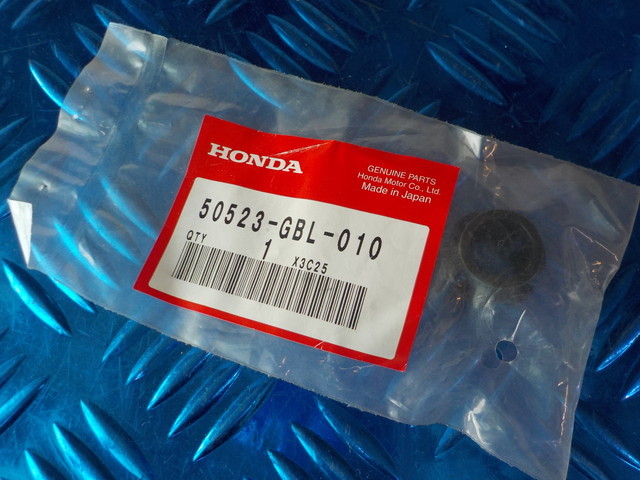 HONDA
GENUINE PARTS
Honda Motor Co., Ltd.
Made in Japan
50523-GBL-010
QTY 1 X3C25